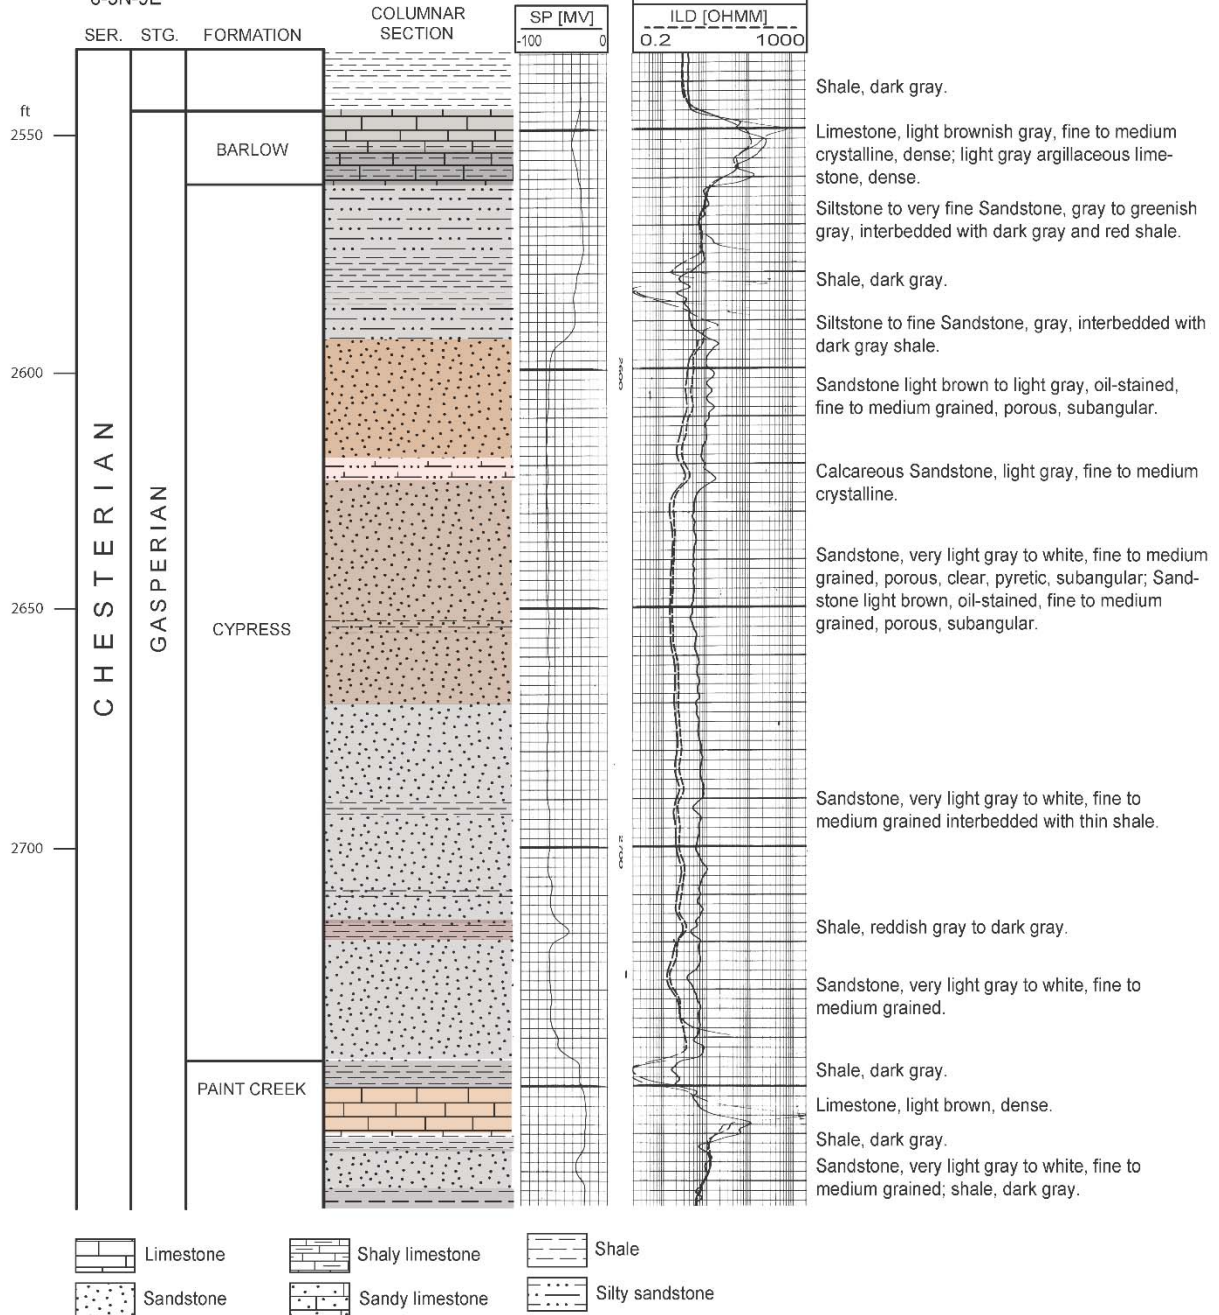 SER. STG. FORMATION
COLUMNAR
SECTION
SP [MV]
-100 0
ILD [OHMM]
0.2 1000
ft
2550
2600
2650
2700
CHESTERIAN
GASPERIAN
BARLOW
CYPRESS
PAINT CREEK
2600
2700
Shale, dark gray.
Limestone, light brownish gray, fine to medium
crystalline, dense; light gray argillaceous lime-
stone, dense.
Siltstone to very fine Sandstone, gray to greenish
gray, interbedded with dark gray and red shale.
Shale, dark gray.
Siltstone to fine Sandstone, gray, interbedded with
dark gray shale.
Sandstone light brown to light gray, oil-stained,
fine to medium grained, porous, subangular.
Calcareous Sandstone, light gray, fine to medium
crystalline.
Sandstone, very light gray to white, fine to medium
grained, porous, clear, pyretic, subangular; Sand-
stone light brown, oil-stained, fine to medium
grained, porous, subangular.
Sandstone, very light gray to white, fine to
medium grained interbedded with thin shale.
Shale, reddish gray to dark gray.
Sandstone, very light gray to white, fine to
medium grained.
Shale, dark gray.
Limestone, light brown, dense.
Shale, dark gray.
Sandstone, very light gray to white, fine to
medium grained; shale, dark gray.
Limestone
Shaly limestone
Shale
Sandstone
Sandy limestone
Silty sandstone